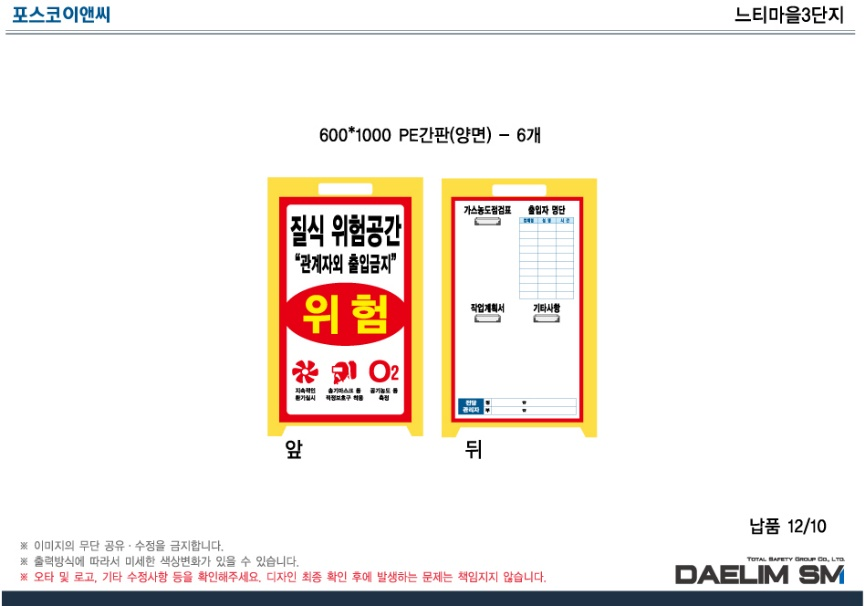 포스코이앤씨
느티마을3단지
600*1000 PE간판(양면) - 6개
질식 위험공간
"관계자외 출입금지"
위험
O2
지속적인
환기실시
송기마스크 등
적정보호구 착용
공기농도 등
측정
가스농도점검표
출입자 명단
성 명
시 간
작업계획서
기타사항
관리자
앞
뒤
납품 12/10
※ 이미지의 무단 공유·수정을 금지합니다.
※ 출력방식에 따라서 미세한 색상변화가 있을 수 있습니다.
※ 오타 및 로고, 기타 수정사항 등을 확인해주세요. 디자인 최종 확인 후에 발생하는 문제는 책임지지 않습니다.
TOTAL SAFETY GROUP CO., LTD.
DAELIM SM